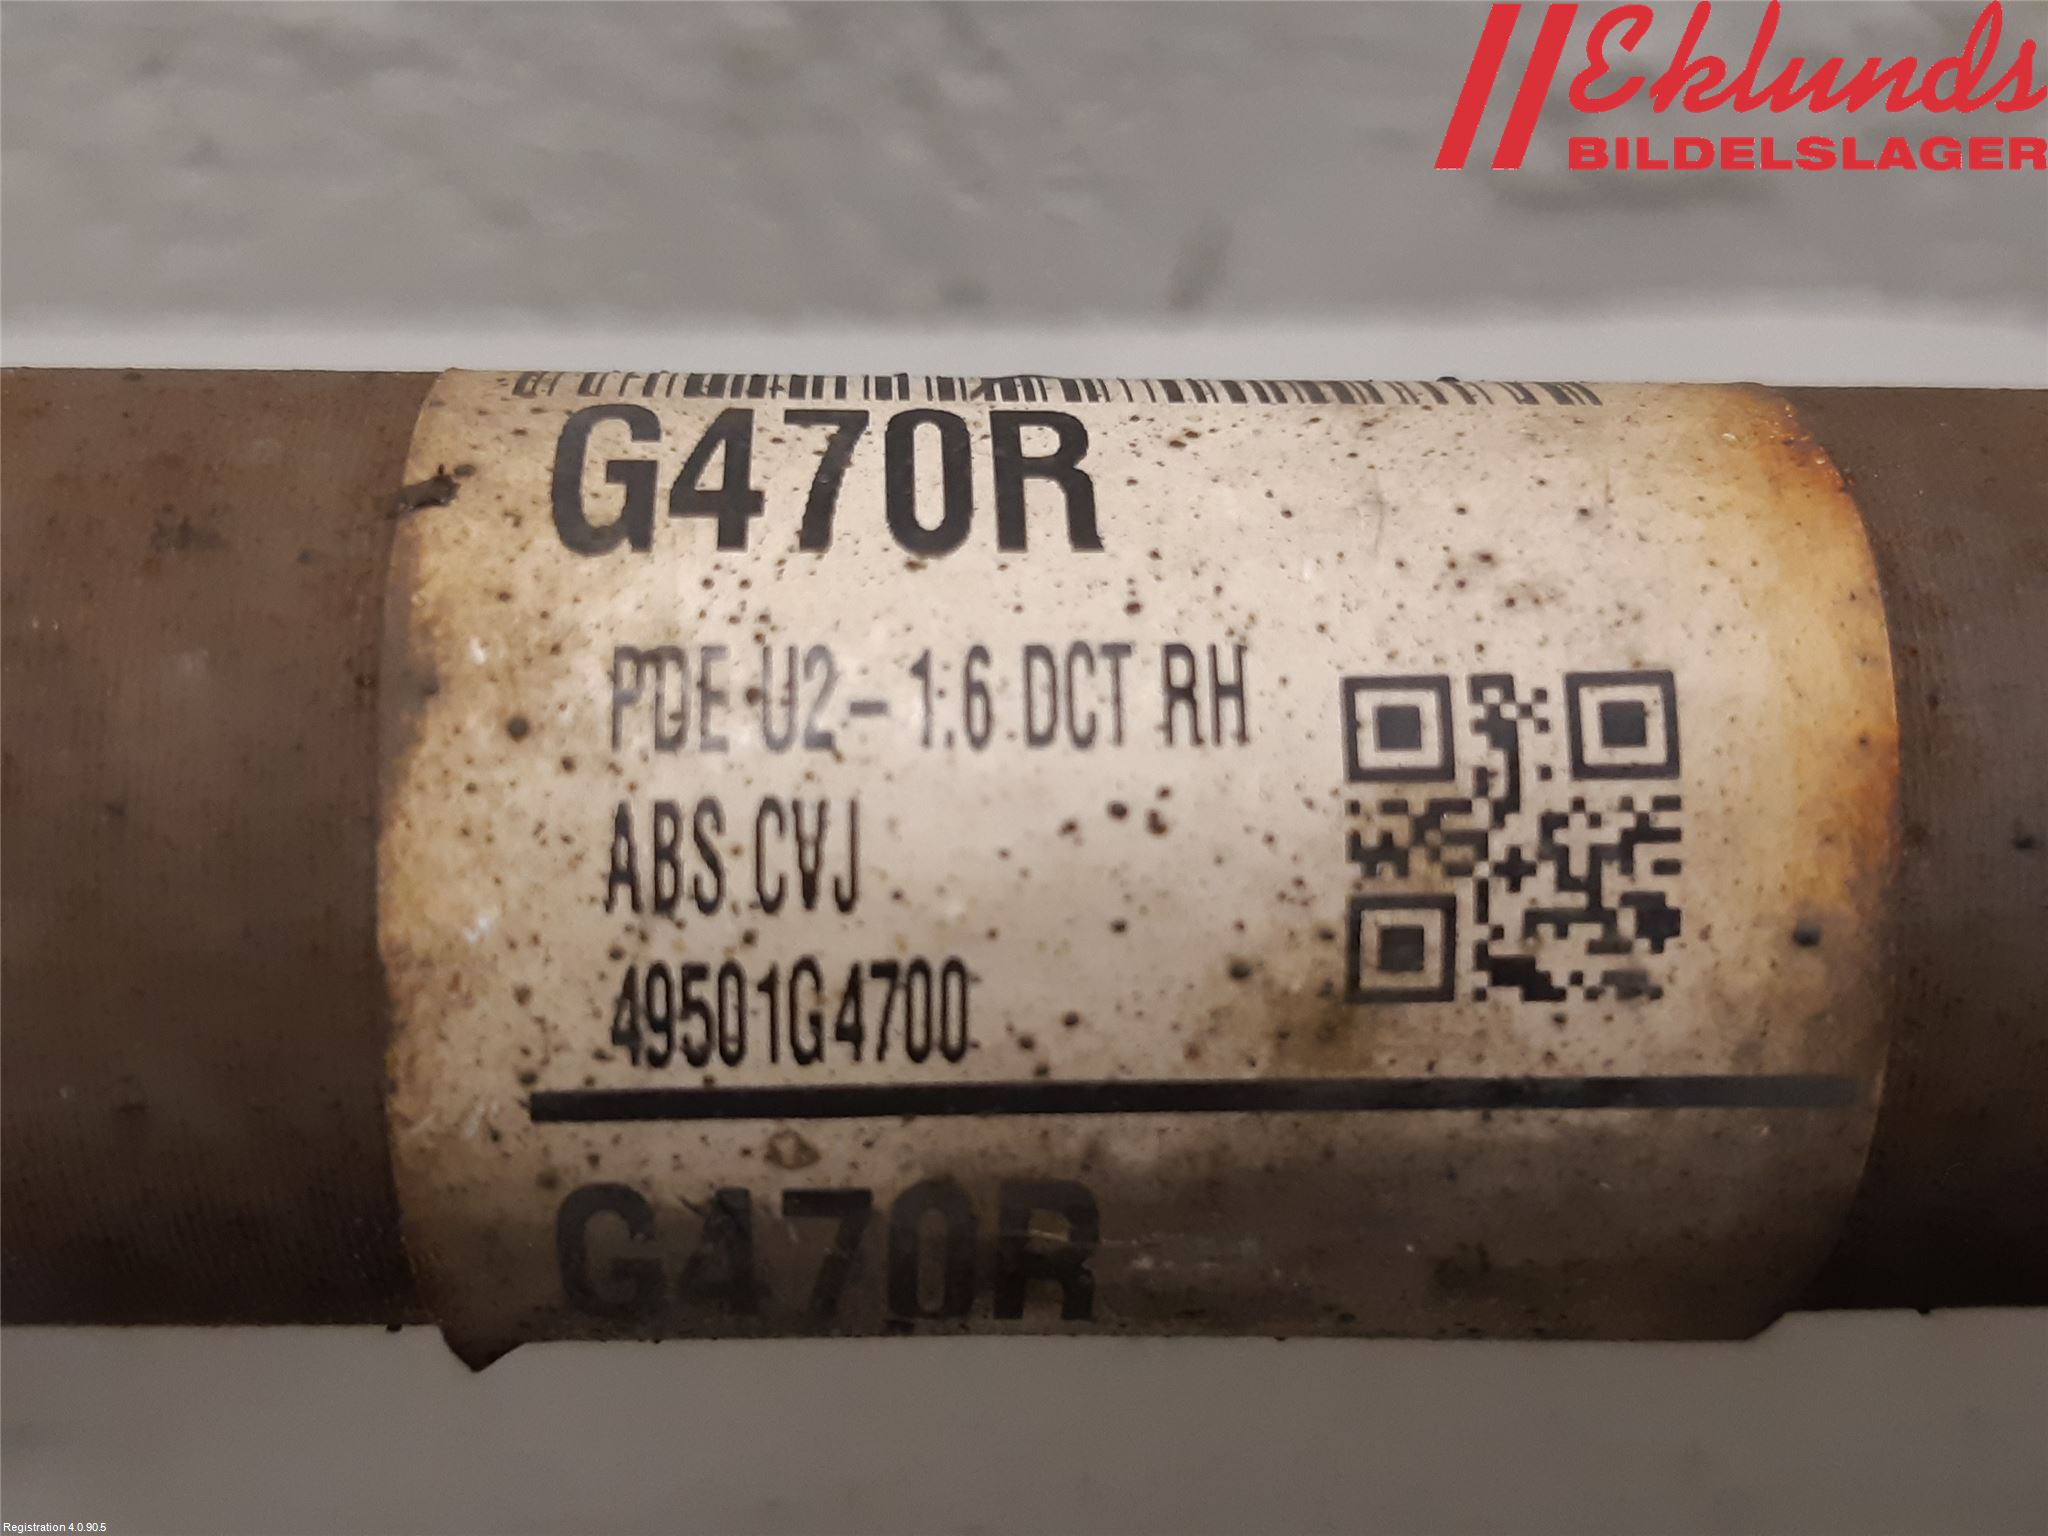 Eklunds
BILDELSLAGER
G470R
PDE U2-1.6 DCT RH
ABS CVJ
49501G4700
G470R
Registration 4.0.90.5